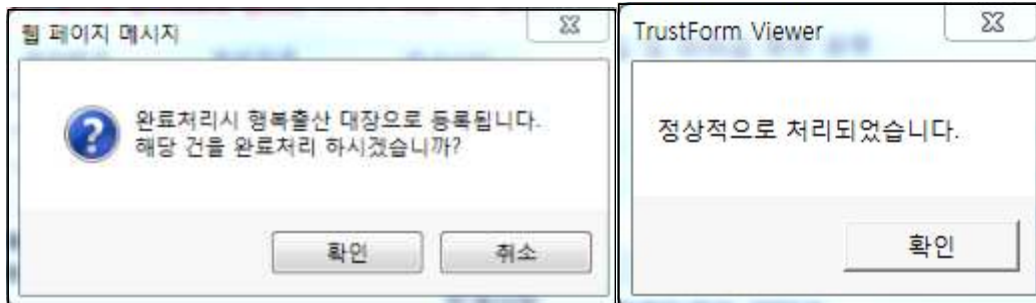 웹 페이지 메시지
완료처리시 행복출산 대장으로 등록됩니다.
해당 건을 완료처리 하시겠습니까?
확인
취소
TrustForm Viewer
정상적으로 처리되었습니다.
확인